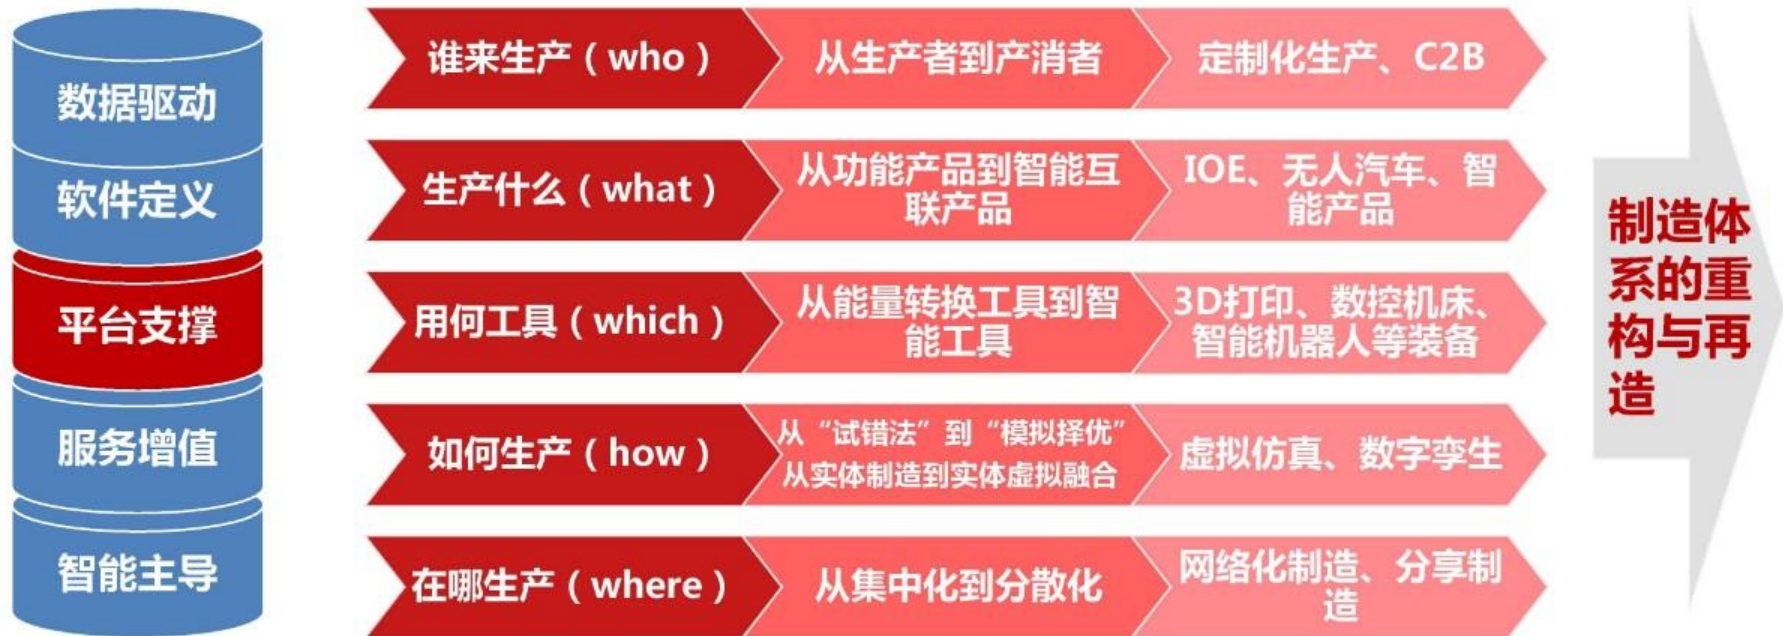 数据驱动
软件定义
平台支撑
服务增值
智能主导
谁来生产（who）
从生产者到产消者
定制化生产、C2B
生产什么（what）
从功能产品到智能互
联产品
IOE、无人汽车、智
能产品
用何工具（which）
从能量转换工具到智
能工具
3D打印、数控机床、
智能机器人等装备
如何生产（how）
从“试错法”到“模拟择优”
从实体制造到实体虚拟融合
虚拟仿真、数字孪生
在哪生产（where）
从集中化到分散化
网络化制造、分享制
造
制造体
系的重
构与再
造